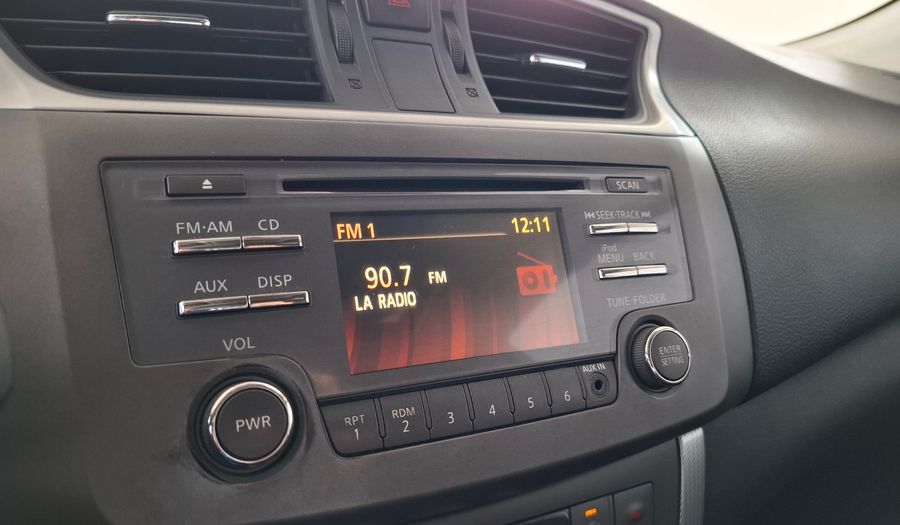 SCAN
FM·AM CD
FM 1 12:11
SEEK·TRACK
iPod
MENU BACK
90.7 FM
LA RADIO
AUX DISP
TUNE·FOLDER
VOL
ENTER
SETTING
AUX IN
PWR
RPT
1
RDM
2
3
4
5
6